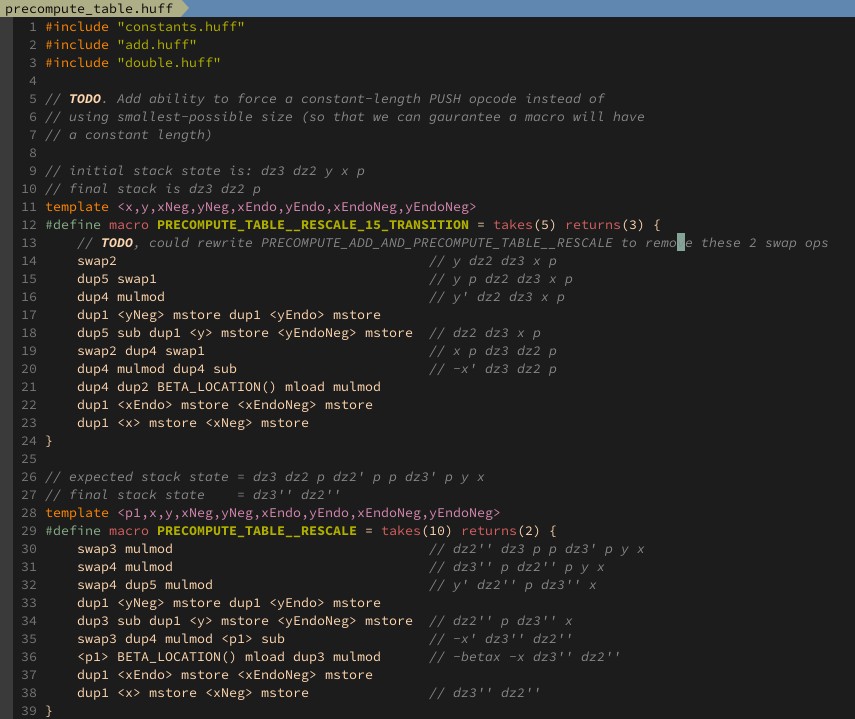 precompute_table.huff
1 #include "constants.huff"
2 #include "add.huff"
3 #include "double.huff"
4
5 // TODO. Add ability to force a constant-length PUSH opcode instead of
6 // using smallest-possible size (so that we can gaurantee a macro will have
7 // a constant length)
8
9 // initial stack state is: dz3 dz2 y x p
10 // final stack is dz3 dz2 p
11 template <x,y,xNeg,yNeg,xEndo,yEndo,xEndoNeg,yEndoNeg>
12 #define macro PRECOMPUTE_TABLE__RESCALE_15_TRANSITION = takes(5) returns(3) {
13     // TODO, could rewrite PRECOMPUTE_ADD_AND_PRECOMPUTE_TABLE__RESCALE to remove these 2 swap ops
14     swap2                                       // y dz2 dz3 x p
15     dup5 swap1                                  // y p dz2 dz3 x p
16     dup4 mulmod                                 // y' dz2 dz3 x p
17     dup1 <yNeg> mstore dup1 <yEndo> mstore
18     dup5 sub dup1 <y> mstore <yEndoNeg> mstore  // dz2 dz3 x p
19     swap2 dup4 swap1                            // x p dz3 dz2 p
20     dup4 mulmod dup4 sub                        // -x' dz3 dz2 p
21     dup4 dup2 BETA_LOCATION() mload mulmod
22     dup1 <xEndo> mstore <xEndoNeg> mstore
23     dup1 <x> mstore <xNeg> mstore
24 }
25
26 // expected stack state = dz3 dz2 p dz2' p p dz3' p y x
27 // final stack state    = dz3'' dz2''
28 template <p1,x,y,xNeg,yNeg,xEndo,yEndo,xEndoNeg,yEndoNeg>
29 #define macro PRECOMPUTE_TABLE__RESCALE = takes(10) returns(2) {
30     swap3 mulmod                                // dz2'' dz3 p p dz3' p y x
31     swap4 mulmod                                // dz3'' p dz2'' p y x
32     swap4 dup5 mulmod                           // y' dz2'' p dz3'' x
33     dup1 <yNeg> mstore dup1 <yEndo> mstore
34     dup3 sub dup1 <y> mstore <yEndoNeg> mstore  // dz2'' p dz3'' x
35     swap3 dup4 mulmod <p1> sub                  // -x' dz3'' dz2''
36     <p1> BETA_LOCATION() mload dup3 mulmod      // -betax -x dz3'' dz2''
37     dup1 <xEndo> mstore <xEndoNeg> mstore
38     dup1 <x> mstore <xNeg> mstore               // dz3'' dz2''
39 }